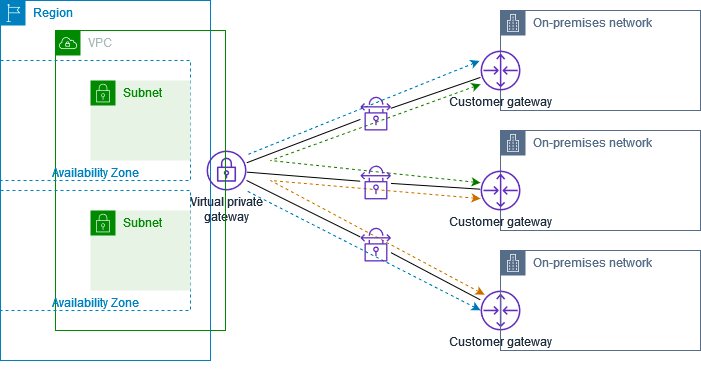 Region
VPC
Subnet
Availability Zone
Subnet
Availability Zone
Virtual private
gateway
On-premises network
Customer gateway
On-premises network
Customer gateway
On-premises network
Customer gateway